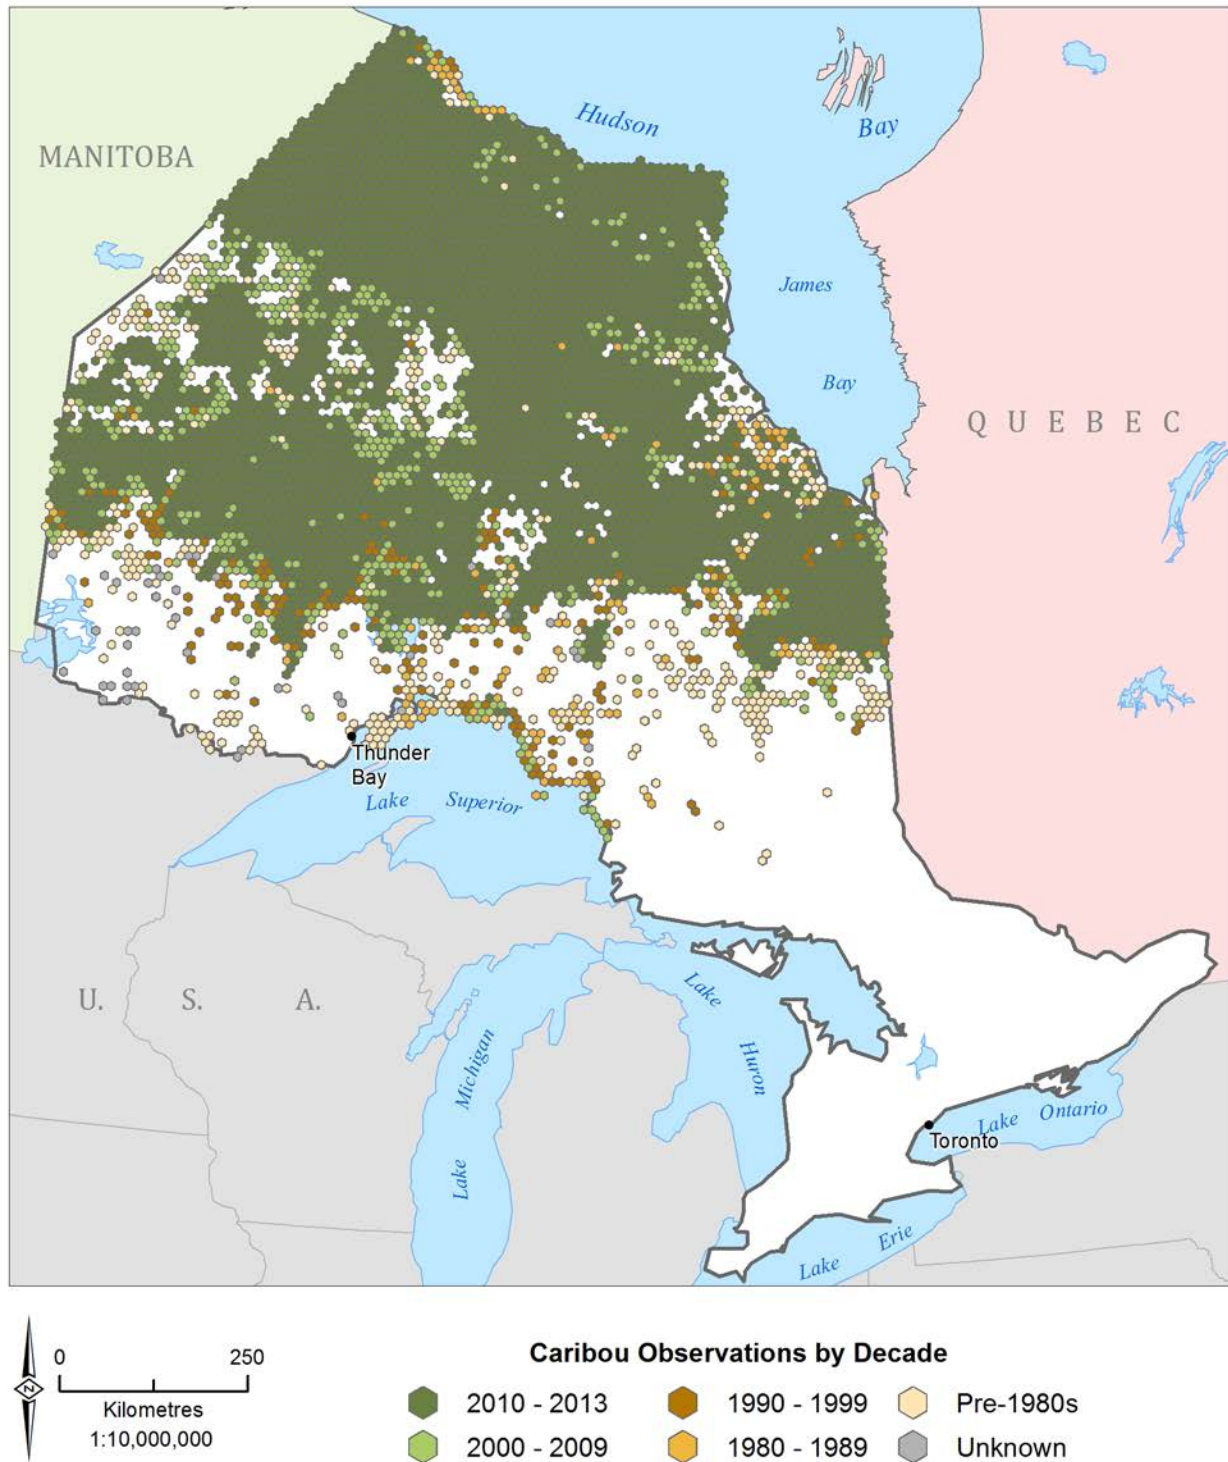 Hudson
Bay
MANITOBA
James
Bay
QUEBEC
Thunder
Bay
Lake Superior
U. S. A.
Lake Michigan
Lake Huron
Lake Ontario
Toronto
Lake Erie
N
0 250
Kilometres
1:10,000,000
Caribou Observations by Decade
2010 - 2013
1990 - 1999
Pre-1980s
2000 - 2009
1980 - 1989
Unknown